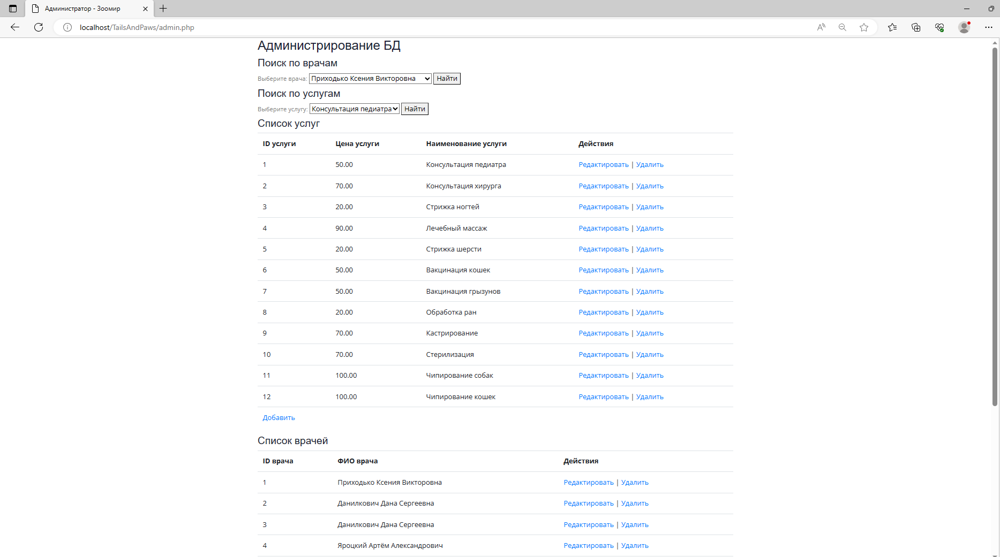 Администратор - Зоомир
localhost/TailsAndPaws/admin.php
Администрирование БД
Поиск по врачам
Выберите врача: Приходько Ксения Викторовна Найти
Поиск по услугам
Выберите услугу: Консультация педиатра Найти
Список услуг
ID услуги Цена услуги Наименование услуги Действия
1 50.00 Консультация педиатра Редактировать | Удалить
2 70.00 Консультация хирурга Редактировать | Удалить
3 20.00 Стрижка ногтей Редактировать | Удалить
4 90.00 Лечебный массаж Редактировать | Удалить
5 20.00 Стрижка шерсти Редактировать | Удалить
6 50.00 Вакцинация кошек Редактировать | Удалить
7 50.00 Вакцинация грызунов Редактировать | Удалить
8 20.00 Обработка ран Редактировать | Удалить
9 70.00 Кастрирование Редактировать | Удалить
10 70.00 Стерилизация Редактировать | Удалить
11 100.00 Чипирование собак Редактировать | Удалить
12 100.00 Чипирование кошек Редактировать | Удалить
Добавить
Список врачей
ID врача ФИО врача Действия
1 Приходько Ксения Викторовна Редактировать | Удалить
2 Данилкович Дана Сергеевна Редактировать | Удалить
3 Данилкович Дана Сергеевна Редактировать | Удалить
4 Яроцкий Артём Александрович Редактировать | Удалить